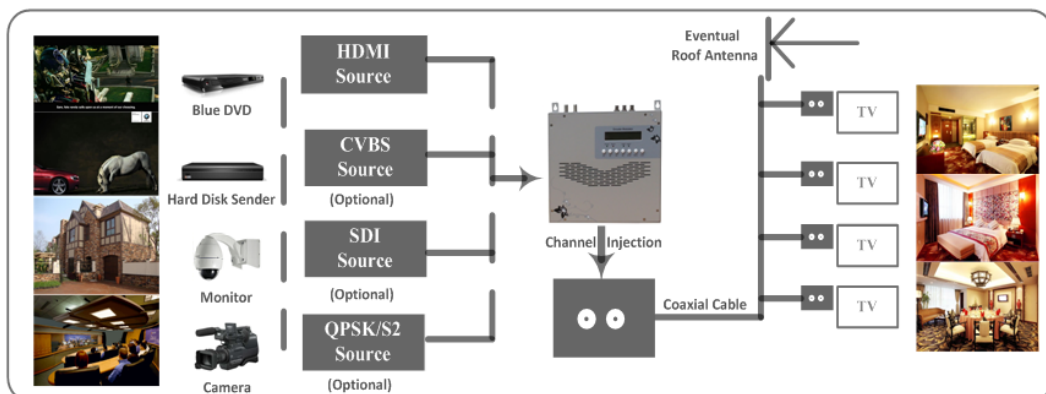 HDMI
Source
Blue DVD
CVBS
Source
(Optional)
Hard Disk Sender
SDI
Source
(Optional)
Monitor
QPSK/S2
Source
(Optional)
Camera
Channel Injection
Coaxial Cable
Eventual
Roof Antenna
TV
TV
TV
TV